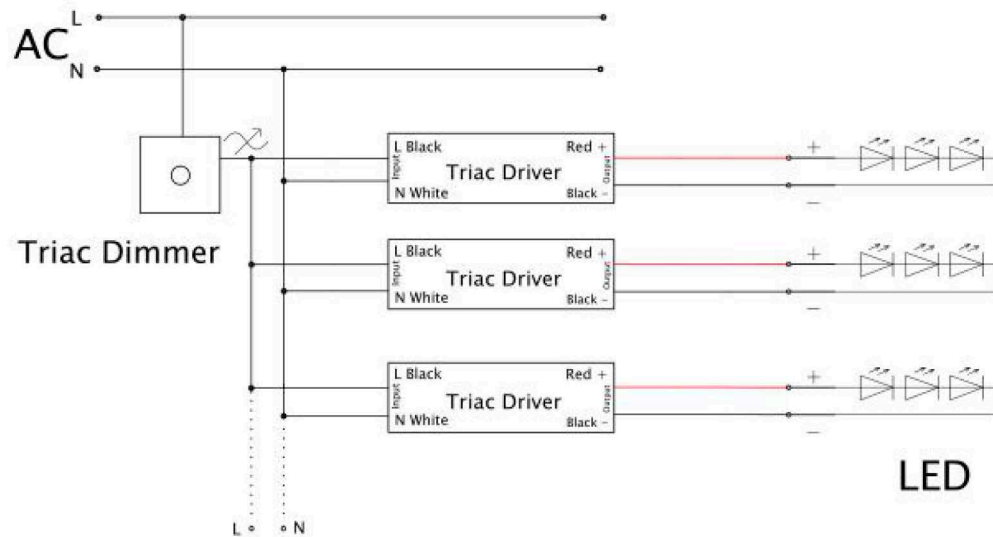 L
AC
N
L Black
Red +
Input
Triac Driver
Output
N White
Black -
Triac Dimmer
L Black
Red +
Input
Triac Driver
Output
N White
Black -
L Black
Red +
Input
Triac Driver
Output
N White
Black -
+
−
+
−
+
−
LED
L
N